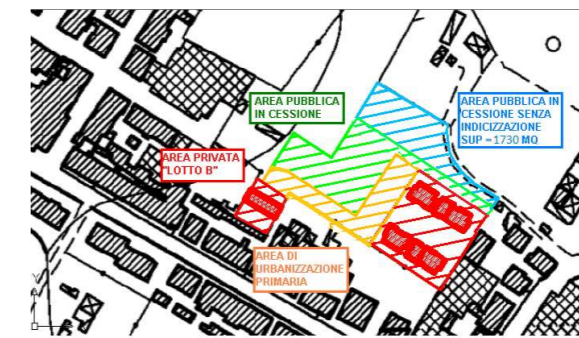 AREA PUBBLICA
IN CESSIONE
AREA PUBBLICA IN
CESSIONE SENZA
INDICIZZAZIONE
SUP =1730 MQ
AREA PRIVATA
"LOTTO B"
AREA DI
URBANIZZAZIONE
PRIMARIA